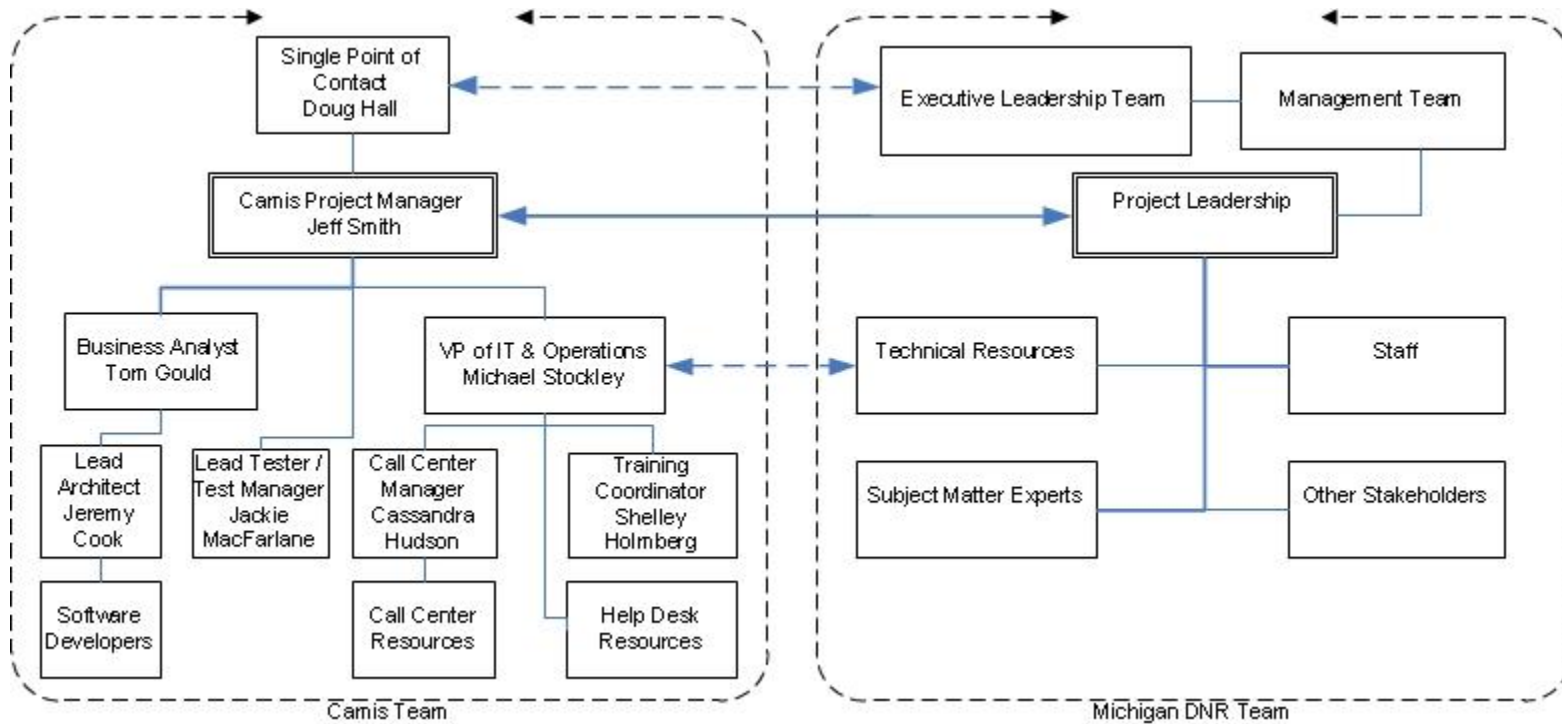 Single Point of
Contact
Doug Hall
Executive Leadership Team
Management Team
Camis Project Manager
Jeff Smith
Project Leadership
Business Analyst
Tom Gould
VP of IT & Operations
Michael Stockley
Technical Resources
Staff
Lead
Architect
Jeremy
Cook
Lead Tester /
Test Manager
Jackie
MacFarlane
Call Center
Manager
Cassandra
Hudson
Training
Coordinator
Shelley
Holmberg
Subject Matter Experts
Other Stakeholders
Software
Developers
Call Center
Resources
Help Desk
Resources
Camis Team
Michigan DNR Team